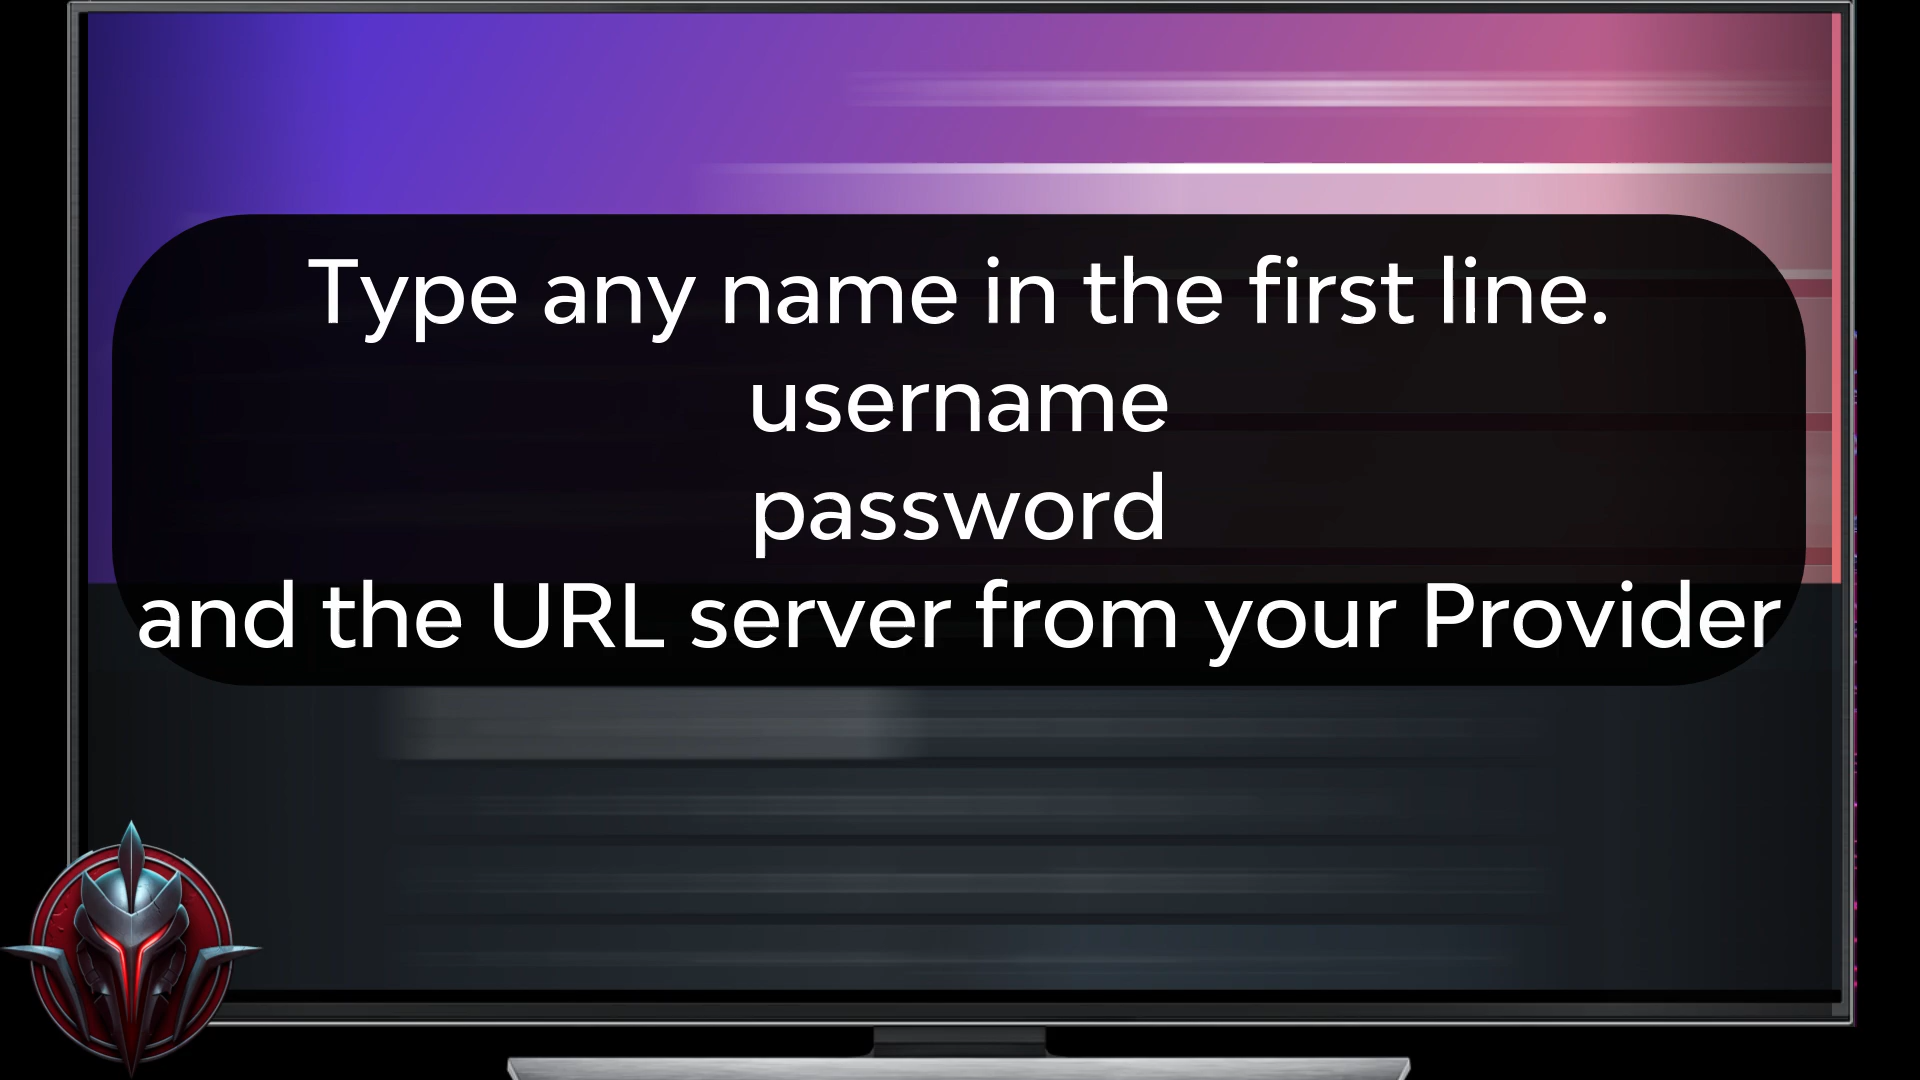 Type any name in the first line.
username
password
and the URL server from your Provider